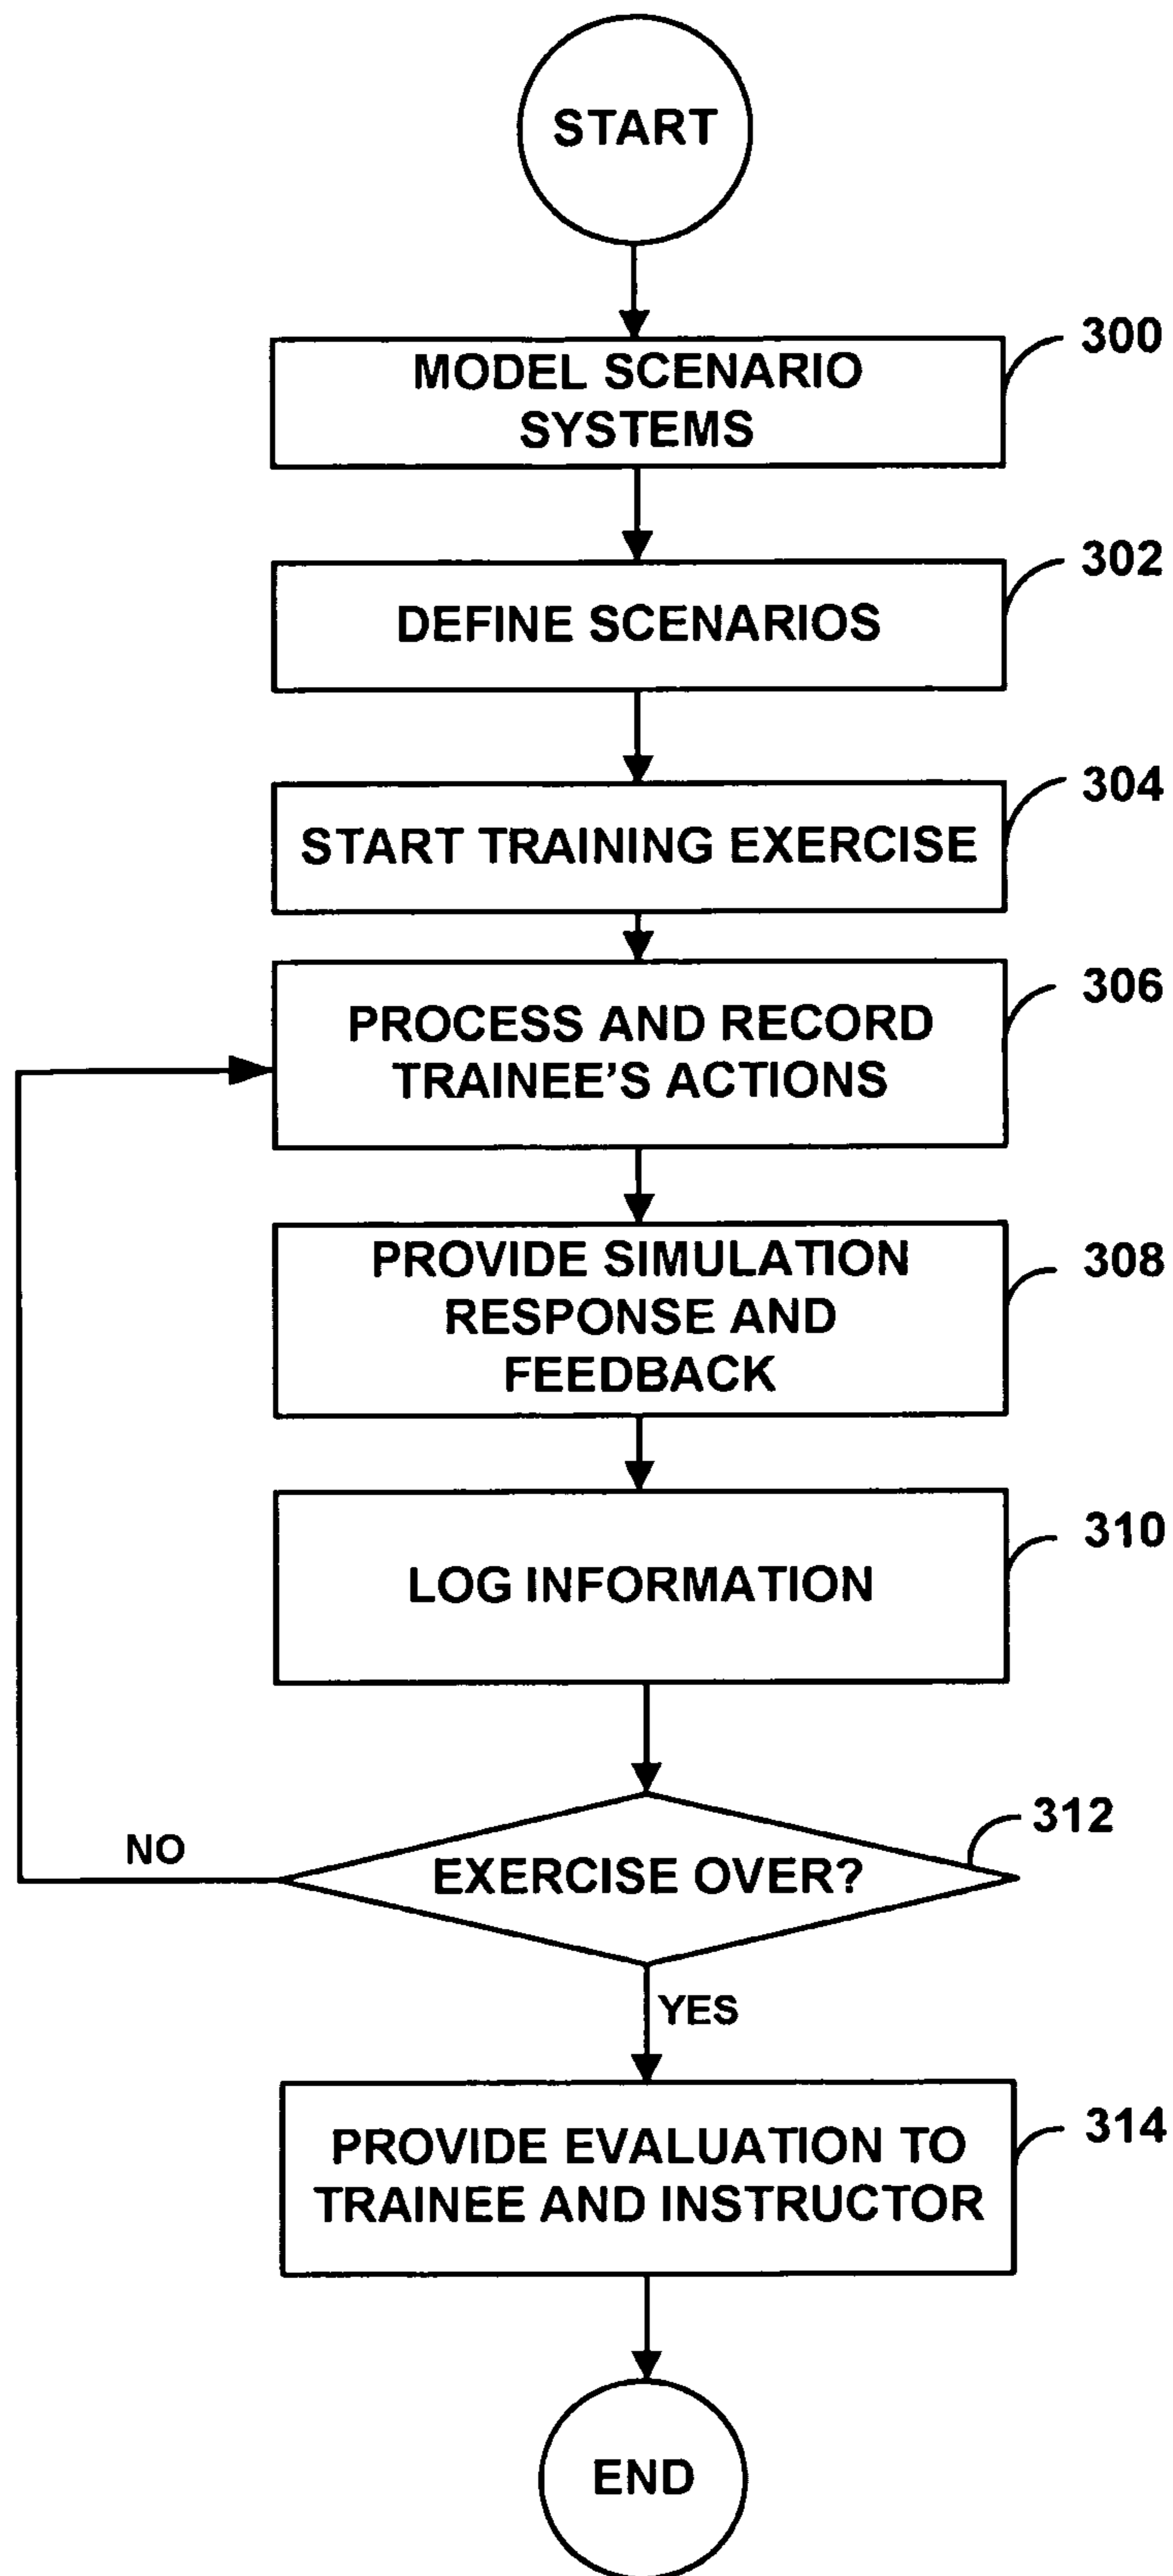 START
300
MODEL SCENARIO
SYSTEMS
302
DEFINE SCENARIOS
304
START TRAINING EXERCISE
306
PROCESS AND RECORD
TRAINEE'S ACTIONS
308
PROVIDE SIMULATION
RESPONSE AND
FEEDBACK
310
LOG INFORMATION
312
NO
EXERCISE OVER?
YES
314
PROVIDE EVALUATION TO
TRAINEE AND INSTRUCTOR
END